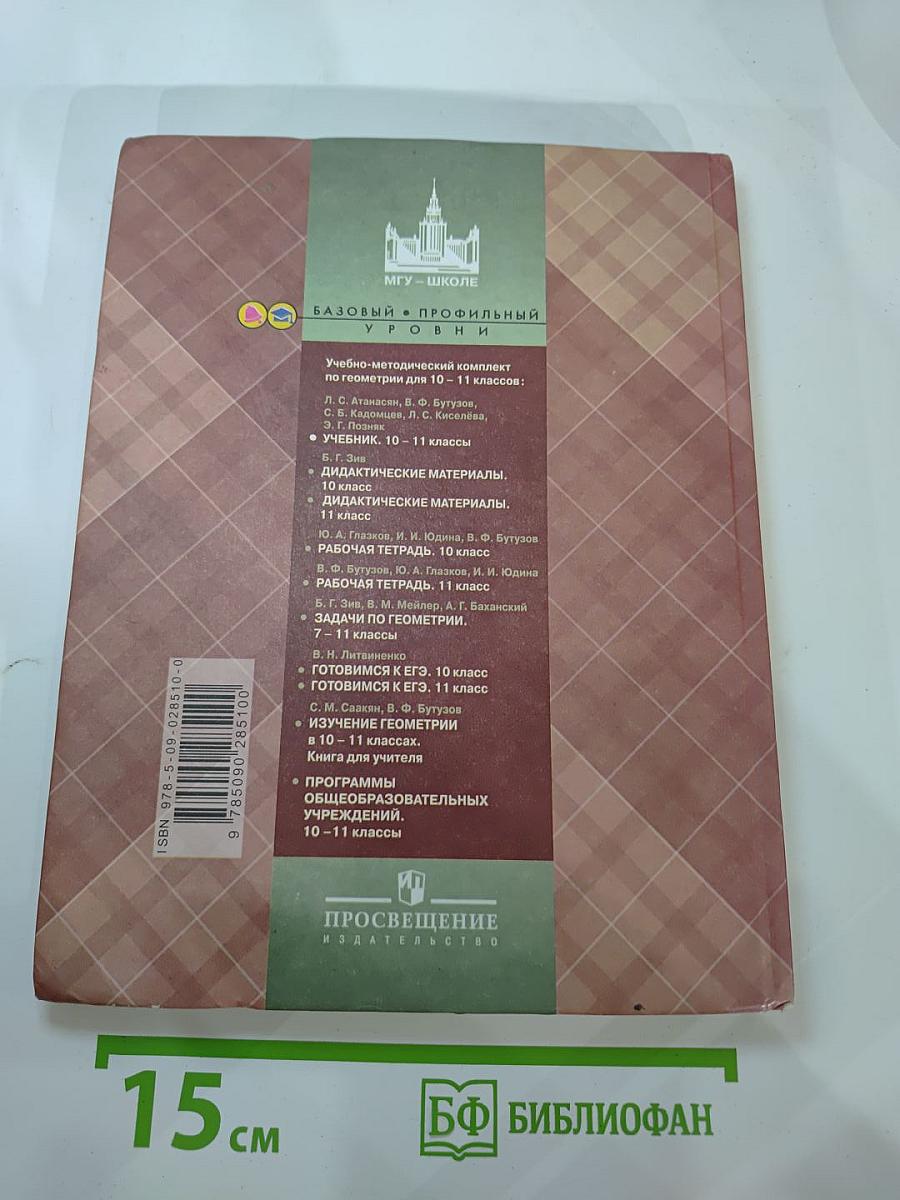 МГУ – ШКОЛЕ
БАЗОВЫЙ • ПРОФИЛЬНЫЙ
УРОВНИ
Учебно-методический комплект
по геометрии для 10 – 11 классов:
Л. С. Атанасян, В. Ф. Бутузов,
С. Б. Кадомцев, Л. С. Киселёва,
Э. Г. Позняк
• УЧЕБНИК. 10 – 11 классы
Б. Г. Зив
• ДИДАКТИЧЕСКИЕ МАТЕРИАЛЫ.
10 класс
• ДИДАКТИЧЕСКИЕ МАТЕРИАЛЫ.
11 класс
Ю. А. Глазков, И. И. Юдина, В. Ф. Бутузов
• РАБОЧАЯ ТЕТРАДЬ. 10 класс
В. Ф. Бутузов, Ю. А. Глазков, И. И. Юдина
• РАБОЧАЯ ТЕТРАДЬ. 11 класс
Б. Г. Зив, В. М. Мейлер, А. Г. Баханский
• ЗАДАЧИ ПО ГЕОМЕТРИИ.
7 – 11 классы
В. Н. Литвиненко
• ГОТОВИМСЯ К ЕГЭ. 10 класс
• ГОТОВИМСЯ К ЕГЭ. 11 класс
С. М. Саакян, В. Ф. Бутузов
• ИЗУЧЕНИЕ ГЕОМЕТРИИ
в 10 – 11 классах.
Книга для учителя
• ПРОГРАММЫ
ОБЩЕОБРАЗОВАТЕЛЬНЫХ
УЧРЕЖДЕНИЙ.
10 – 11 классы
ISBN 978-5-09-028510-0
9 785090 285100
ПРОСВЕЩЕНИЕ
ИЗДАТЕЛЬСТВО
15 см
БФ БИБЛИОФАН